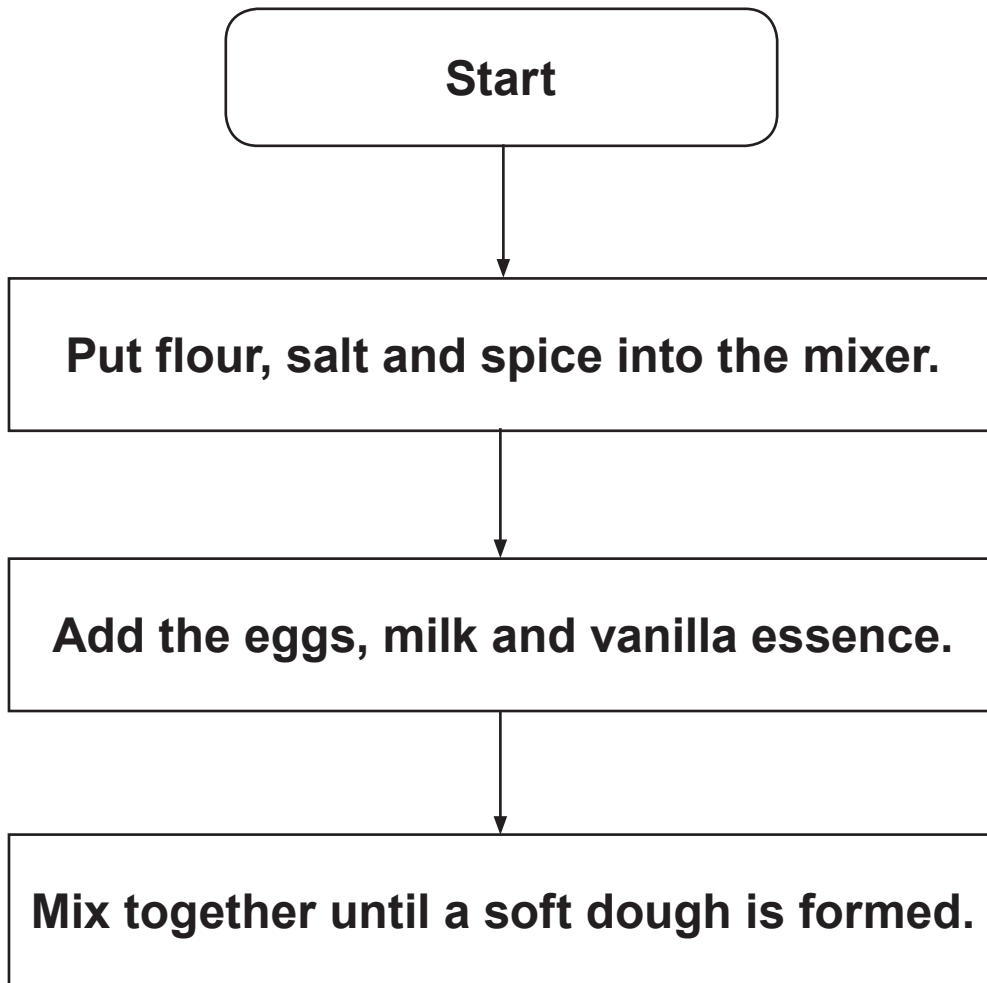 Start
Put flour, salt and spice into the mixer.
Add the eggs, milk and vanilla essence.
Mix together until a soft dough is formed.